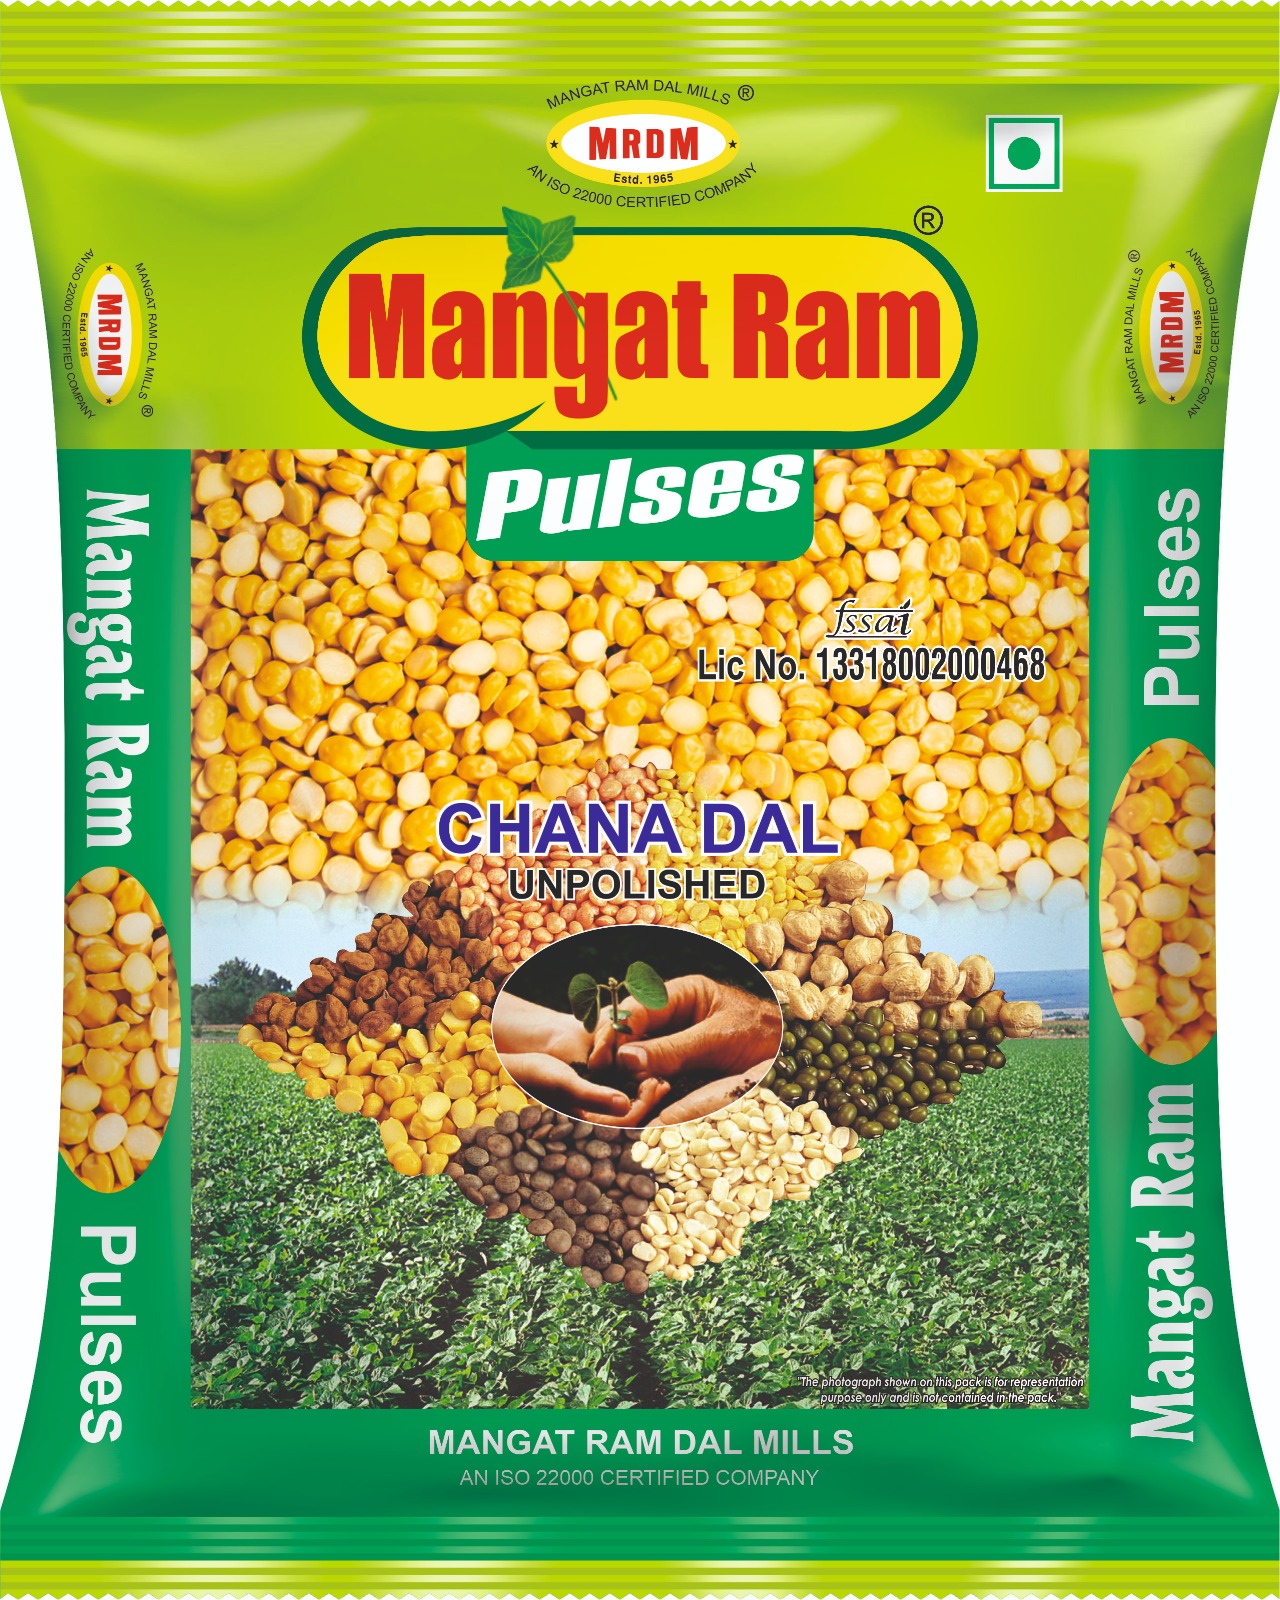 MANGAT RAM DAL MILLS ®
MRDM
Estd. 1965
AN ISO 22000 CERTIFIED COMPANY
®
Mangat Ram
Pulses
fssai
Lic No. 13318002000468
CHANA DAL
UNPOLISHED
"The photograph shown on this pack is for representation
purpose only and is not contained in the pack."
MANGAT RAM DAL MILLS
AN ISO 22000 CERTIFIED COMPANY
MANGAT RAM DAL MILLS ®
MRDM
Estd. 1965
AN ISO 22000 CERTIFIED COMPANY
Mangat Ram
Pulses
MANGAT RAM DAL MILLS ®
MRDM
Estd. 1965
AN ISO 22000 CERTIFIED COMPANY
Mangat Ram
Pulses